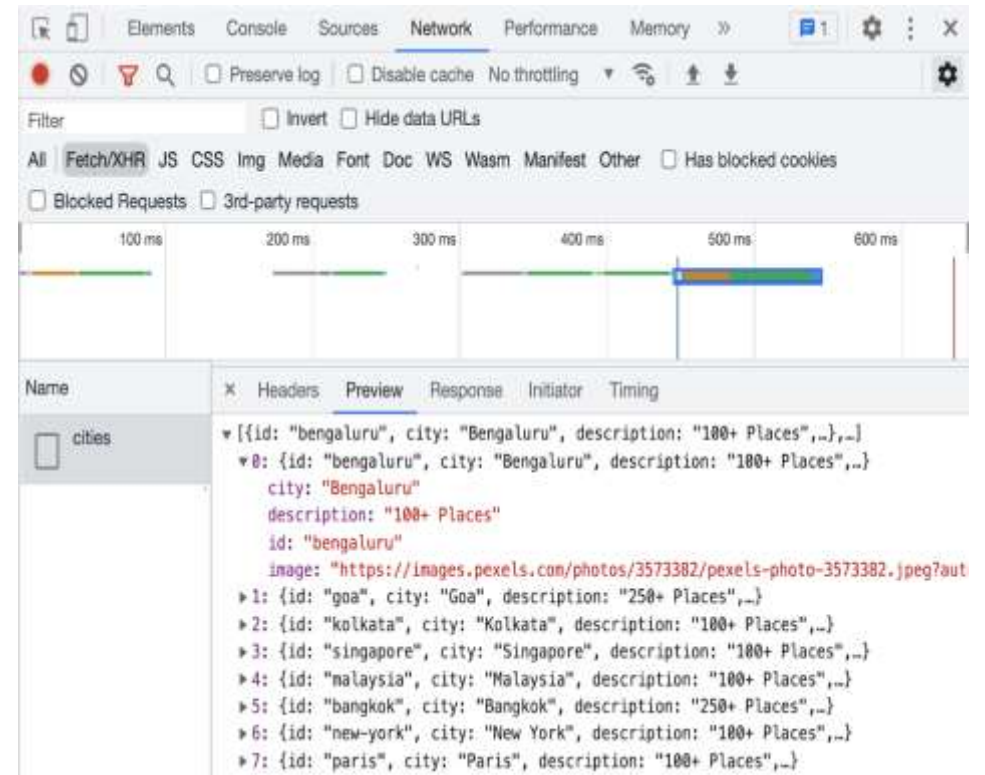 Elements Console Sources Network Performance Memory » 1
Preserve log Disable cache No throttling
Filter Invert Hide data URLs
All Fetch/XHR JS CSS Img Media Font Doc WS Wasm Manifest Other Has blocked cookies
Blocked Requests 3rd-party requests
100 ms 200 ms 300 ms 400 ms 500 ms 600 ms
Name × Headers Preview Response Initiator Timing
cities
▼[{id: "bengaluru", city: "Bengaluru", description: "100+ Places",…},…]
▼0: {id: "bengaluru", city: "Bengaluru", description: "100+ Places",…}
city: "Bengaluru"
description: "100+ Places"
id: "bengaluru"
image: "https://images.pexels.com/photos/3573382/pexels-photo-3573382.jpeg?aut
▶1: {id: "goa", city: "Goa", description: "250+ Places",…}
▶2: {id: "kolkata", city: "Kolkata", description: "100+ Places",…}
▶3: {id: "singapore", city: "Singapore", description: "100+ Places",…}
▶4: {id: "malaysia", city: "Malaysia", description: "100+ Places",…}
▶5: {id: "bangkok", city: "Bangkok", description: "250+ Places",…}
▶6: {id: "new-york", city: "New York", description: "100+ Places",…}
▶7: {id: "paris", city: "Paris", description: "100+ Places",…}